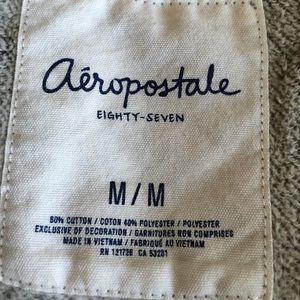 aéropostale
EIGHTY-SEVEN
M/M
60% COTTON / COTON 40% POLYESTER / POLYESTER
EXCLUSIVE OF DECORATION / GARNITURES NON COMPRISES
MADE IN VIETNAM / FABRIQUÉ AU VIETNAM
RN 121726 CA 53201